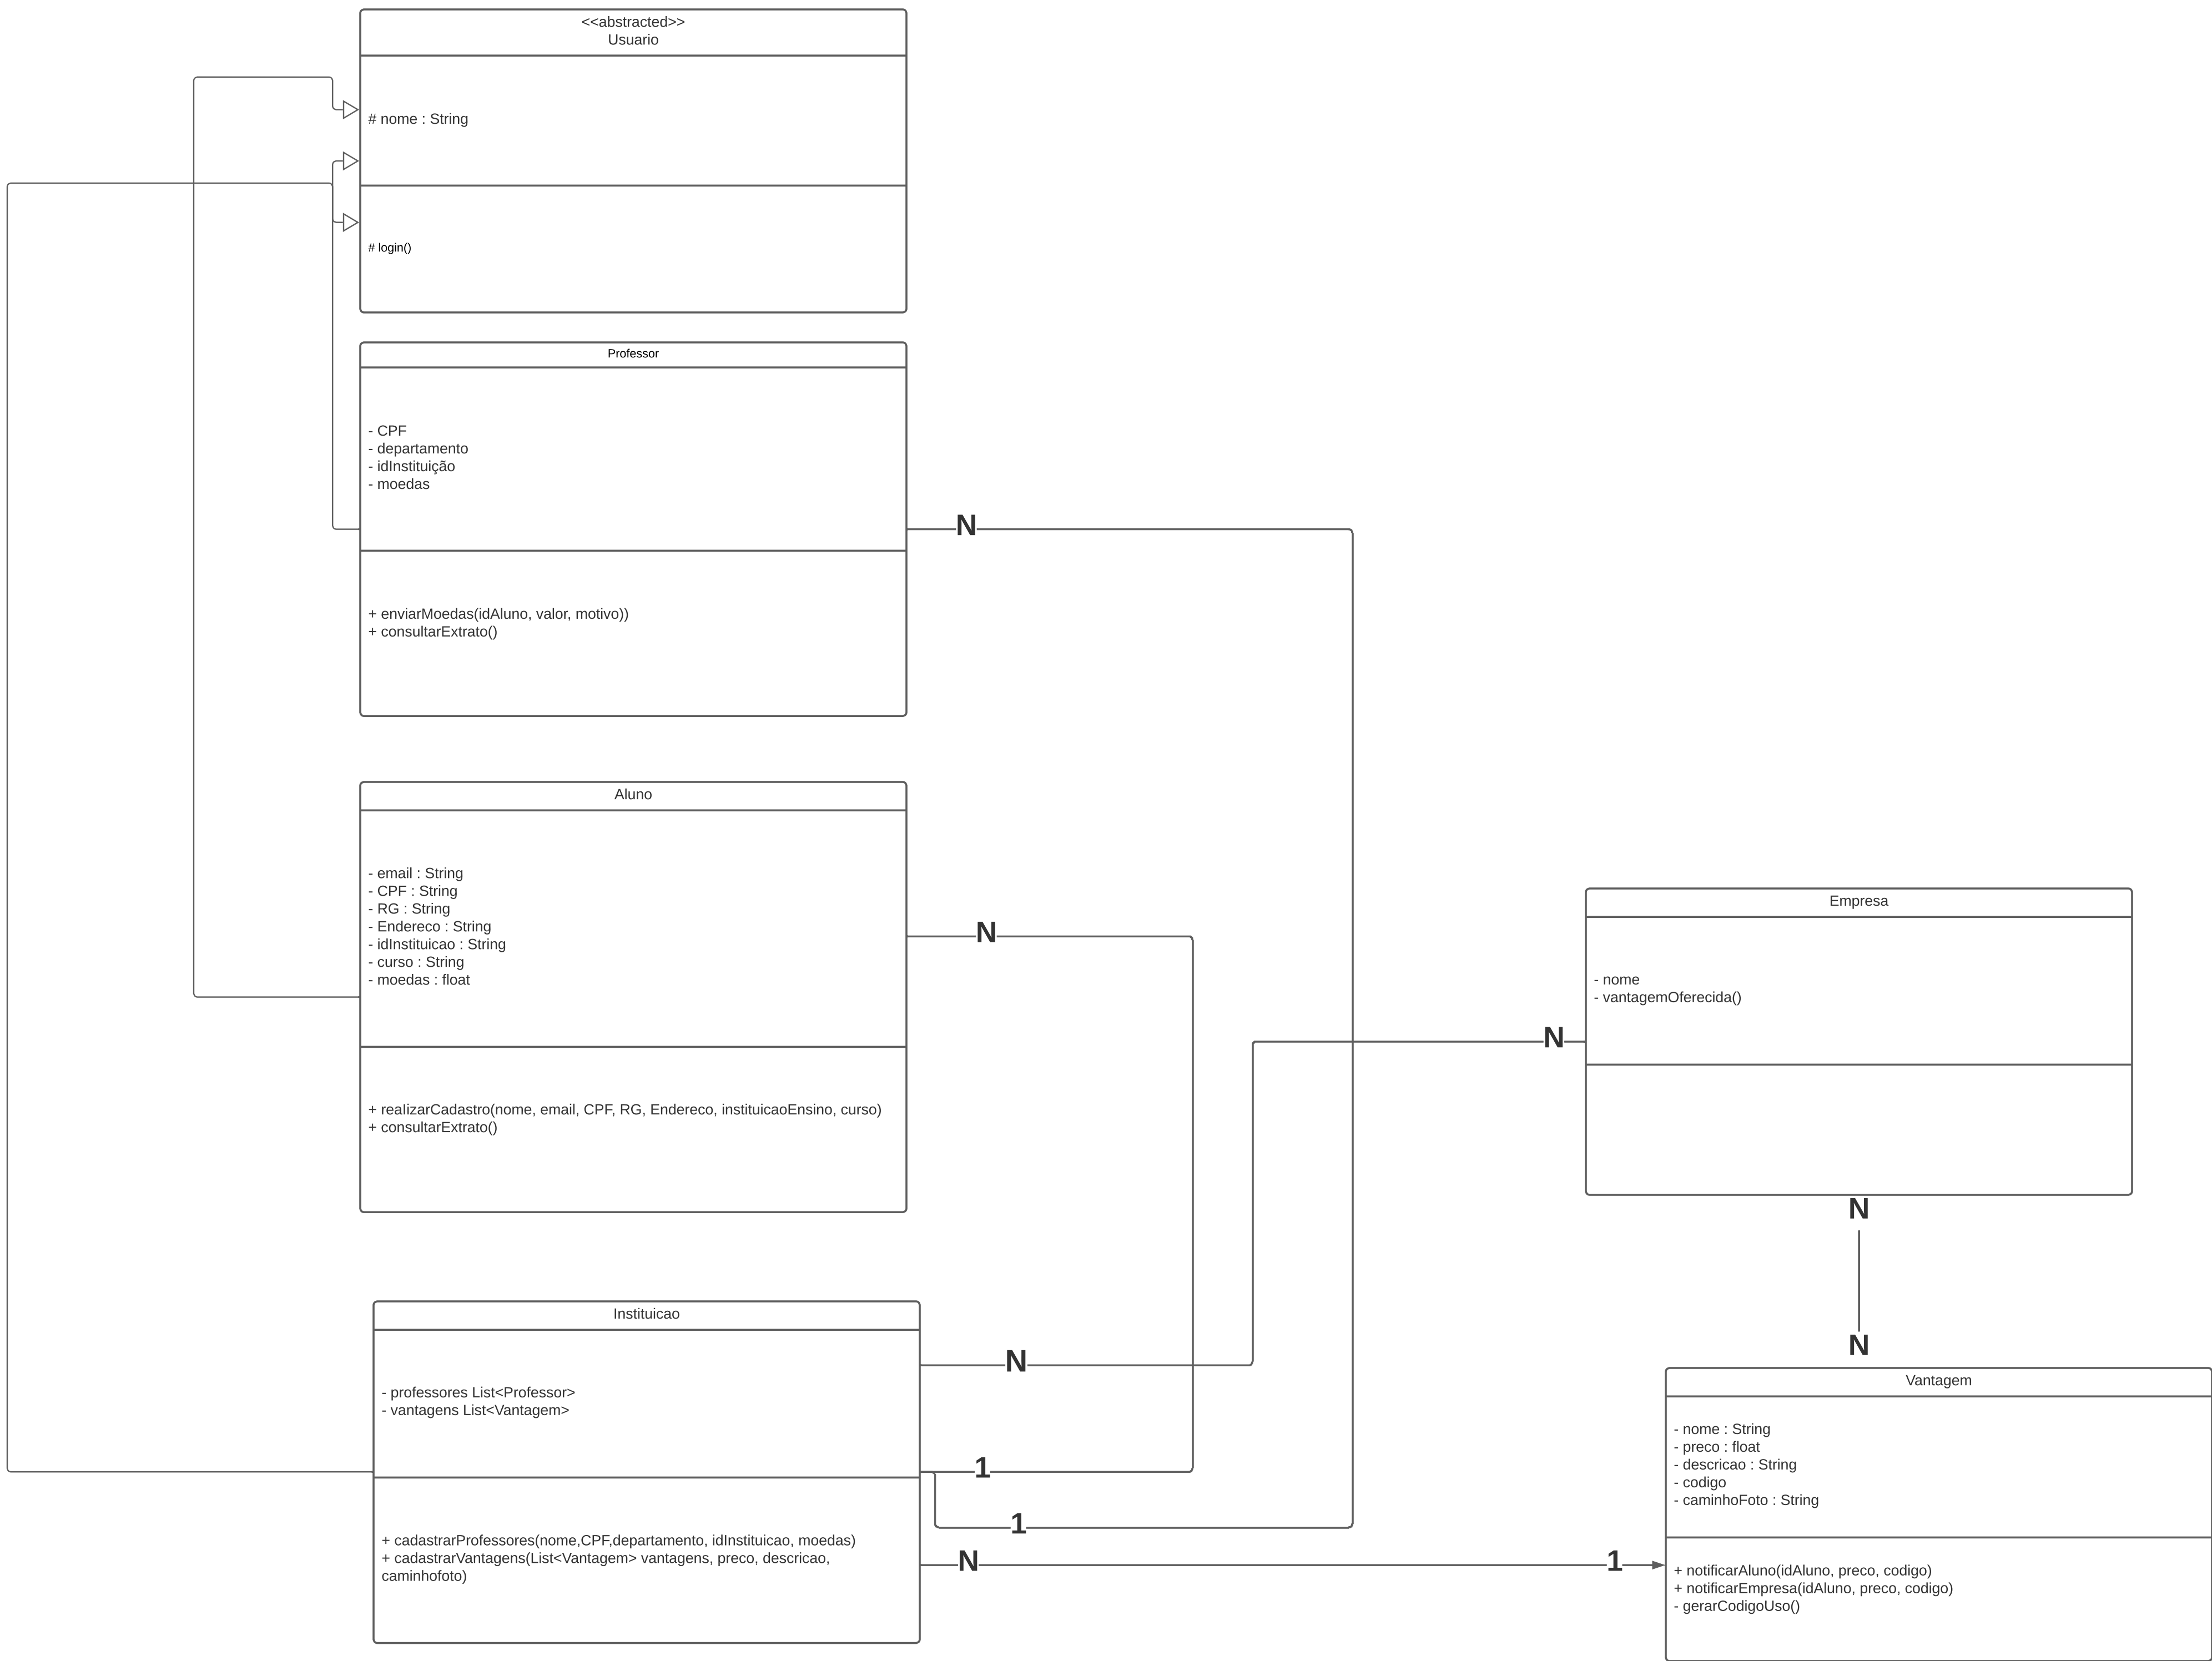 <<abstracted>>
Usuario
# nome : String
# login()
Professor
- CPF
- departamento
- idInstituição
- moedas
N
+ enviarMoedas(idAluno, valor, motivo))
+ consultarExtrato()
Aluno
- email : String
- CPF : String
- RG : String
- Endereco : String
- idInstituicao : String
- curso : String
- moedas : float
N
+ realizarCadastro(nome, email, CPF, RG, Endereco, instituicaoEnsino, curso)
+ consultarExtrato()
Empresa
- nome
- vantagemOferecida()
N
N
N
Instituicao
- professores List<Professor>
- vantagens List<Vantagem>
N
1
1
+ cadastrarProfessores(nome,CPF,departamento, idInstituicao, moedas)
+ cadastrarVantagens(List<Vantagem> vantagens, preco, descricao,
caminhofoto)
N
1
Vantagem
- nome : String
- preco : float
- descricao : String
- codigo
- caminhoFoto : String
+ notificarAluno(idAluno, preco, codigo)
+ notificarEmpresa(idAluno, preco, codigo)
- gerarCodigoUso()